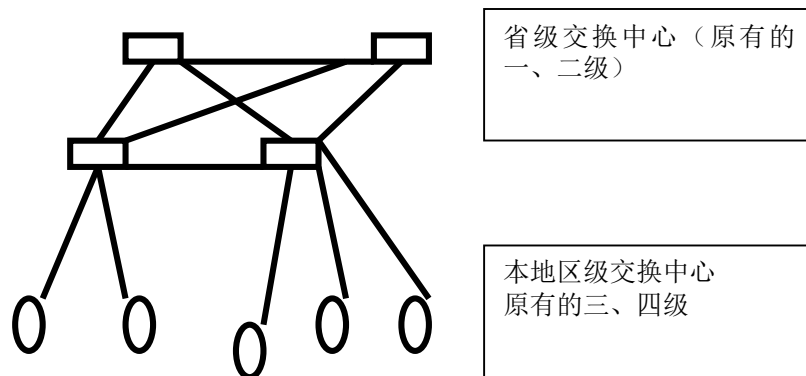 省级交换中心（原有的
一、二级）
本地区级交换中心
原有的三、四级